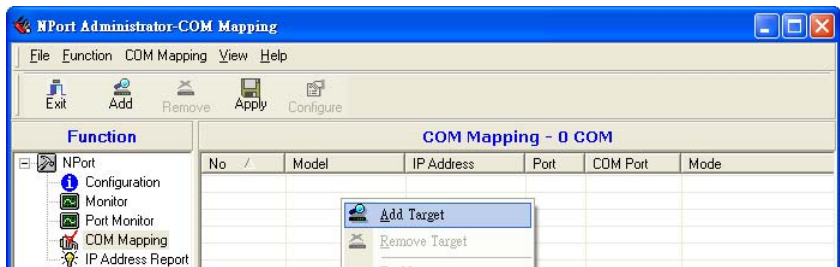 NPort Administrator-COM Mapping
File Function COM Mapping View Help
Exit Add Remove Apply Configure
Function
COM Mapping - 0 COM
NPort
No Model IP Address Port COM Port Mode
Configuration
Monitor
Add Target
Port Monitor
COM Mapping
Remove Target
IP Address Report